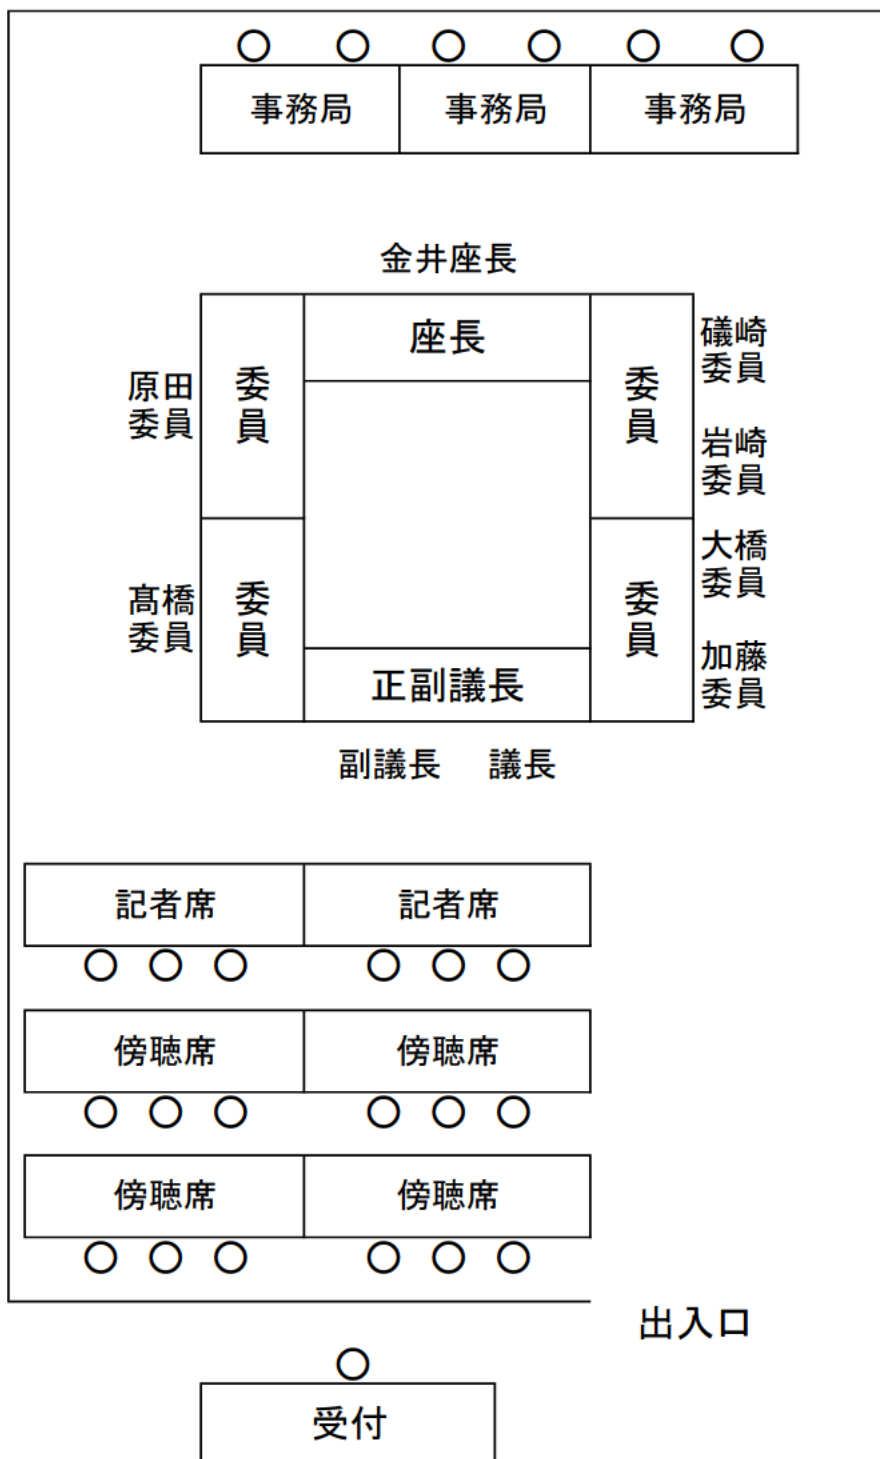 事務局 事務局 事務局
金井座長
座長
原田
委員
委員
委員
礒崎
委員
岩崎
委員
髙橋
委員
委員
委員
大橋
委員
加藤
委員
正副議長
副議長 議長
記者席 記者席
傍聴席 傍聴席
傍聴席 傍聴席
出入口
受付